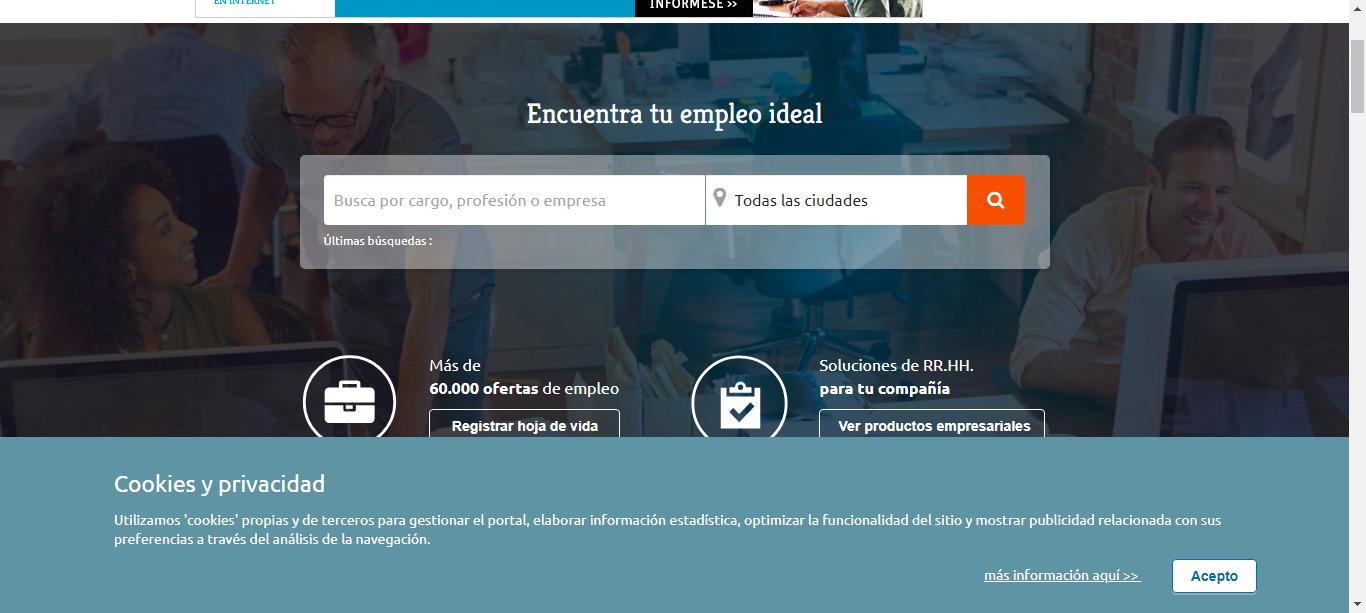 EN INTERNET
INFÓRMESE >>
Encuentra tu empleo ideal
Busca por cargo, profesión o empresa
Todas las ciudades
Últimas búsquedas :
Más de
60.000 ofertas de empleo
Registrar hoja de vida
Soluciones de RR.HH.
para tu compañía
Ver productos empresariales
Cookies y privacidad
Utilizamos 'cookies' propias y de terceros para gestionar el portal, elaborar información estadística, optimizar la funcionalidad del sitio y mostrar publicidad relacionada con sus
preferencias a través del análisis de la navegación.
más información aquí >>
Acepto